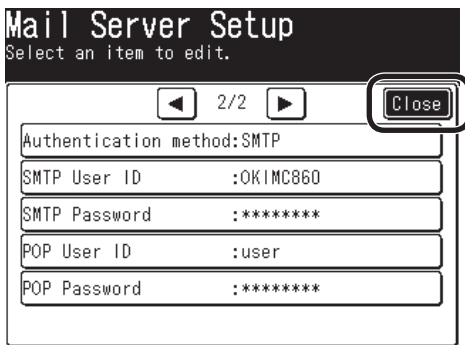 Mail Server Setup
Select an item to edit.
◀ 2/2 ▶ Close
Authentication method:SMTP
SMTP User ID :OKIMC860
SMTP Password :********
POP User ID :user
POP Password :********